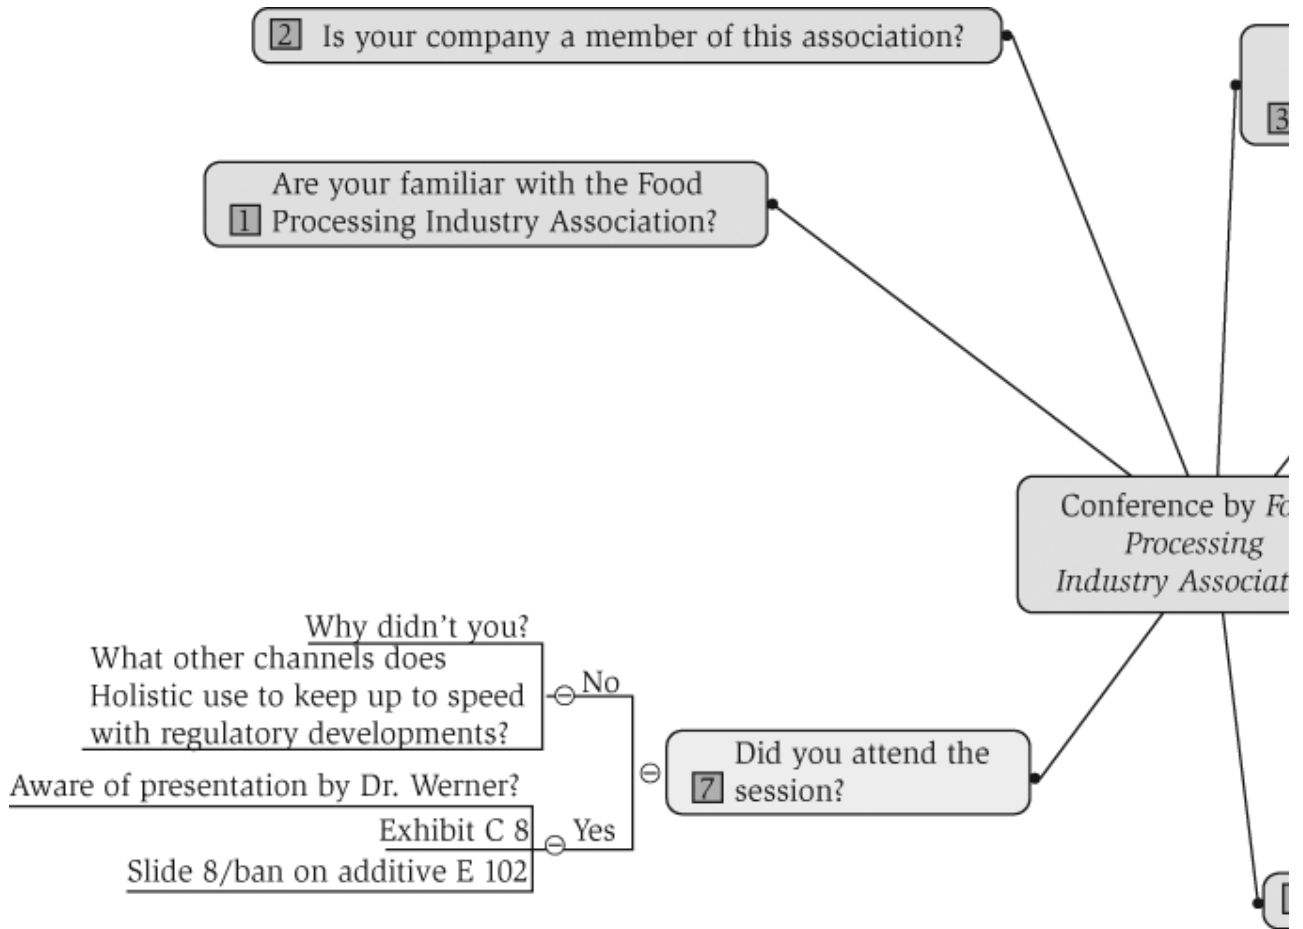 2 Is your company a member of this association?
3
Are your familiar with the Food
1 Processing Industry Association?
Conference by
Processing
Industry
Why didn't you?
What other channels does
Holistic use to keep up to speed
with regulatory developments?
No
Did you attend the
7 session?
Aware of presentation by Dr. Werner?
Exhibit C 8
Yes
Slide 8/ban on additive E 102